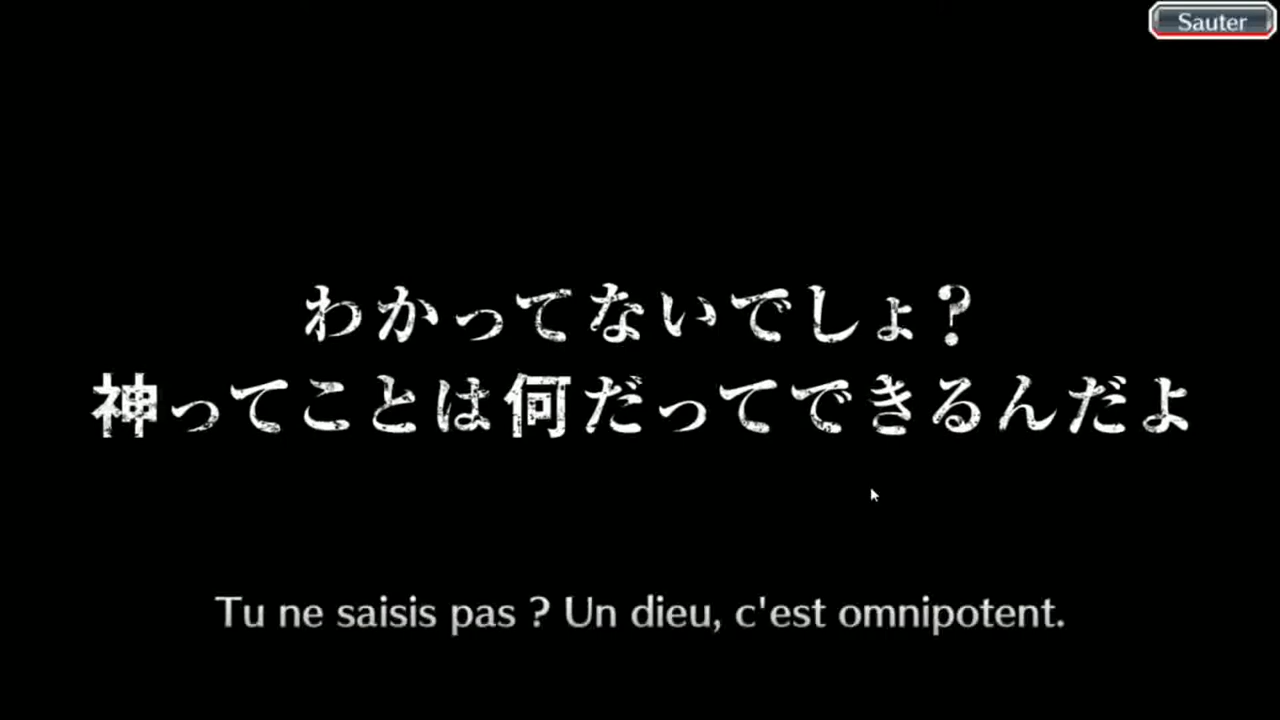 Sauter
わかってないでしょ?
神ってことは何だってできるんだよ
Tu ne saisis pas ? Un dieu, c'est omnipotent.